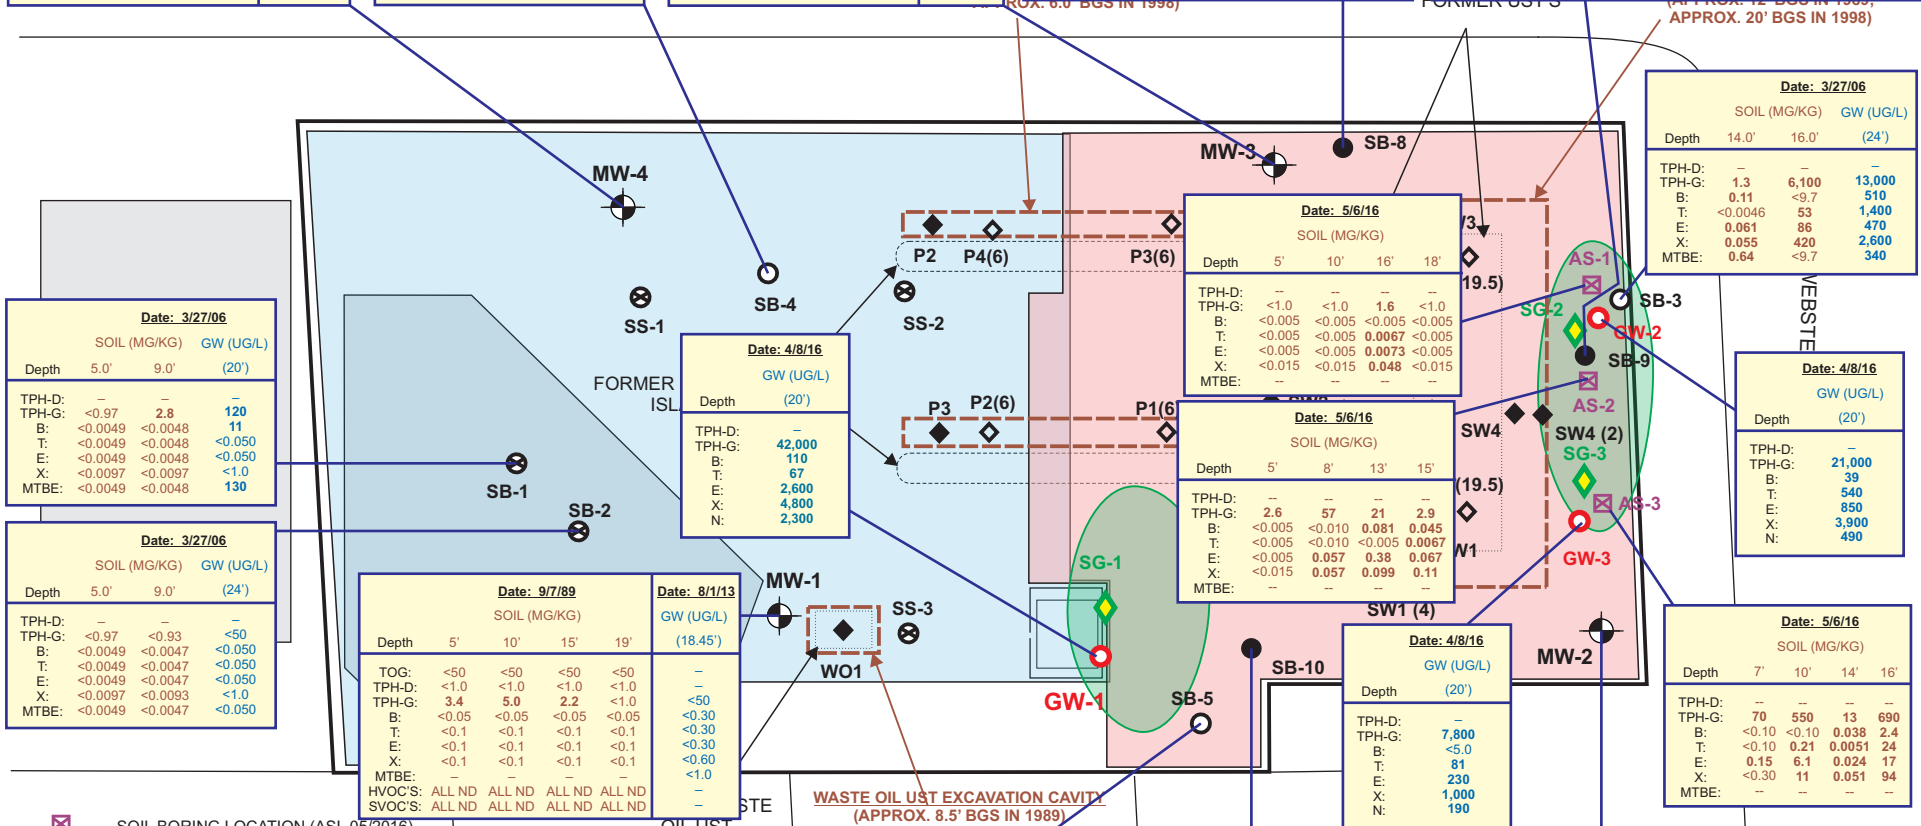 APPROX. 6.0' BGS IN 1998)
FORMER UST'S
(APPROX. 12' BGS IN 1989,
APPROX. 20' BGS IN 1998)
Date: 3/27/06
SOIL (MG/KG) GW (UG/L)
Depth 14.0' 16.0' (24')
TPH-D: – – –
TPH-G: 1.3 6,100 13,000
B: 0.11 <9.7 510
T: <0.0046 53 1,400
E: 0.061 86 470
X: 0.055 420 2,600
MTBE: 0.64 <9.7 340
MW-3
SB-8
MW-4
SB-4
SS-1
SS-2
P2
P4(6)
P3(6)
Date: 5/6/16
SOIL (MG/KG)
Depth 5' 10' 16' 18'
TPH-D: -- -- -- --
TPH-G: <1.0 <1.0 1.6 <1.0
B: <0.005 <0.005 <0.005 <0.005
T: <0.005 <0.005 0.0067 <0.005
E: <0.005 <0.005 0.0073 <0.005
X: <0.015 <0.015 0.048 <0.015
MTBE: -- -- -- --
/3
19.5)
AS-1
SG-2
SB-3
GW-2
SB-9
AS-2
SW4
SW4 (2)
SG-3
AS-3
GW-3
WEBSTE
Date: 3/27/06
SOIL (MG/KG) GW (UG/L)
Depth 5.0' 9.0' (20')
TPH-D: – – –
TPH-G: <0.97 2.8 120
B: <0.0049 <0.0048 11
T: <0.0049 <0.0048 <0.050
E: <0.0049 <0.0048 <0.050
X: <0.0097 <0.0097 <1.0
MTBE: <0.0049 <0.0048 130
SB-1
SB-2
FORMER
ISL
Date: 4/8/16
GW (UG/L)
Depth (20')
TPH-D: –
TPH-G: 42,000
B: 110
T: 67
E: 2,600
X: 4,800
N: 2,300
P3
P2(6)
P1(6
Date: 5/6/16
SOIL (MG/KG)
Depth 5' 8' 13' 15'
TPH-D: -- -- -- --
TPH-G: 2.6 57 21 2.9
B: <0.005 <0.010 0.081 0.045
T: <0.005 <0.010 <0.005 0.0067
E: <0.005 0.057 0.38 0.067
X: <0.015 0.057 0.099 0.11
MTBE: -- -- -- --
(19.5)
W1
SW1 (4)
Date: 4/8/16
GW (UG/L)
Depth (20')
TPH-D: –
TPH-G: 21,000
B: 39
T: 540
E: 850
X: 3,900
N: 490
Date: 3/27/06
SOIL (MG/KG) GW (UG/L)
Depth 5.0' 9.0' (24')
TPH-D: – – –
TPH-G: <0.97 <0.93 <50
B: <0.0049 <0.0047 <0.050
T: <0.0049 <0.0047 <0.050
E: <0.0049 <0.0047 <0.050
X: <0.0097 <0.0093 <1.0
MTBE: <0.0049 <0.0047 <0.050
Date: 9/7/89 Date: 8/1/13
SOIL (MG/KG) GW (UG/L)
Depth 5' 10' 15' 19' (18.45')
TOG: <50 <50 <50 <50 –
TPH-D: <1.0 <1.0 <1.0 <1.0 –
TPH-G: 3.4 5.0 2.2 <1.0 <50
B: <0.05 <0.05 <0.05 <0.05 <0.30
T: <0.1 <0.1 <0.1 <0.1 <0.30
E: <0.1 <0.1 <0.1 <0.1 <0.30
X: <0.1 <0.1 <0.1 <0.1 <0.60
MTBE: – – – – <1.0
HVOC'S: ALL ND ALL ND ALL ND ALL ND –
SVOC'S: ALL ND ALL ND ALL ND ALL ND –
MW-1
WO1
SS-3
SG-1
GW-1
SB-5
SB-10
MW-2
Date: 4/8/16
GW (UG/L)
Depth (20')
TPH-D: –
TPH-G: 7,800
B: <5.0
T: 81
E: 230
X: 1,000
N: 190
Date: 5/6/16
SOIL (MG/KG)
Depth 7' 10' 14' 16'
TPH-D: -- -- -- --
TPH-G: 70 550 13 690
B: <0.10 <0.10 0.038 2.4
T: <0.10 0.21 0.0051 24
E: 0.15 6.1 0.024 17
X: <0.30 11 0.051 94
MTBE: -- -- -- --
STE
OIL UST
WASTE OIL UST EXCAVATION CAVITY
(APPROX. 8.5' BGS IN 1989)
SOIL BORING LOCATION (ASI, 05/2016)